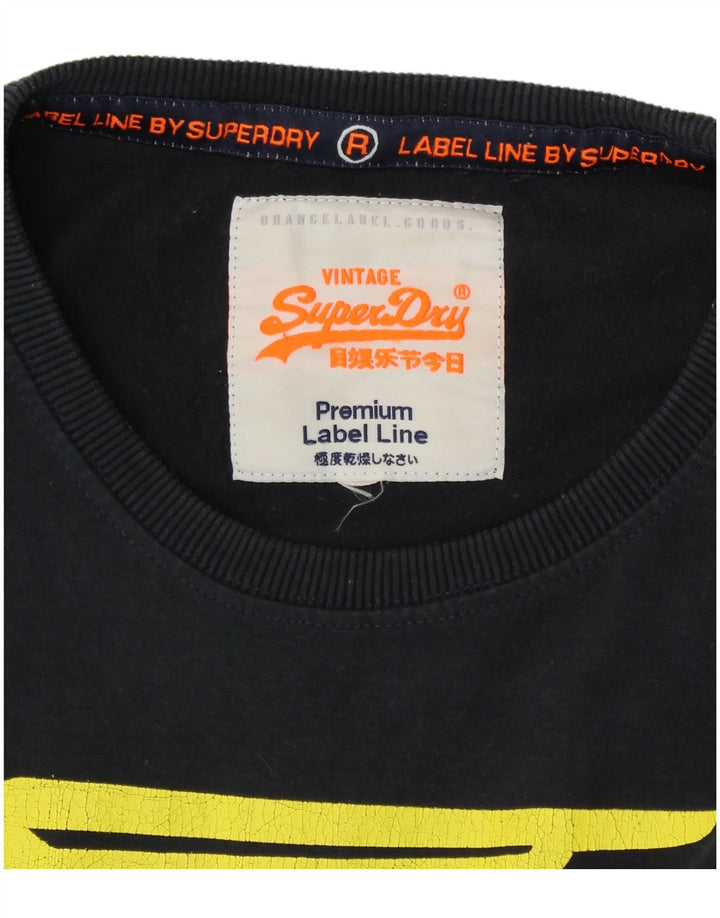 LABEL LINE BY SUPERDRY R LABEL LINE BY SUPERDRY
ORANGELABEL.GOODS.
VINTAGE
SuperDry®
目娱乐节今日
Premium
Label Line
極度乾燥しなさい